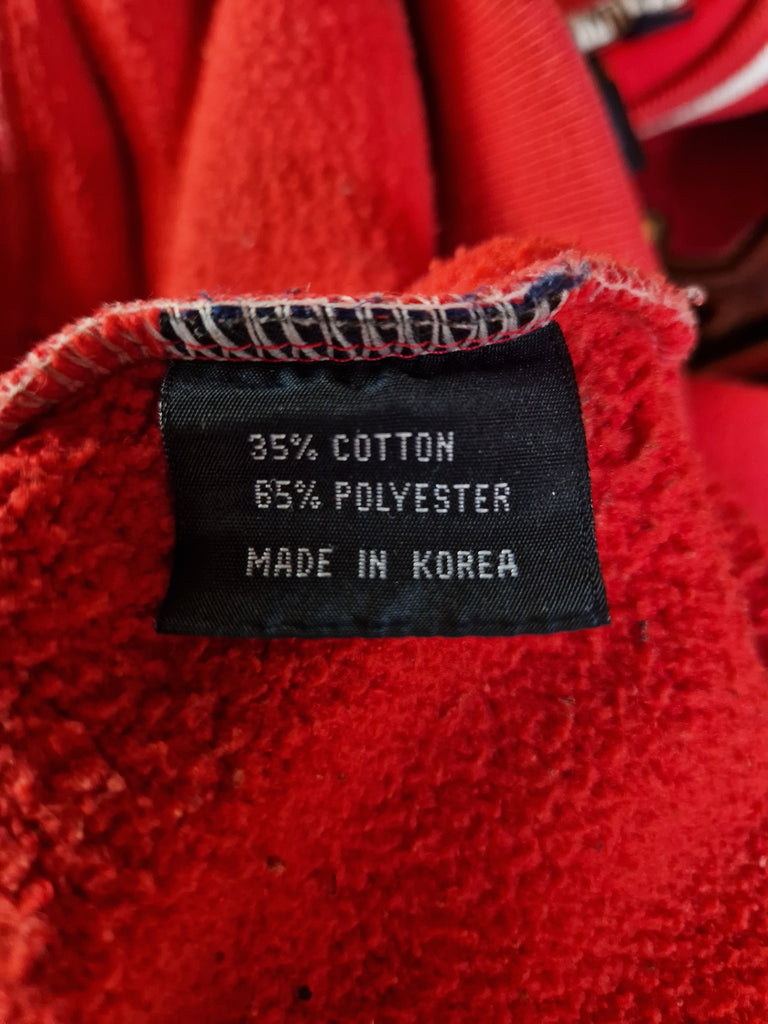 35% COTTON
65% POLYESTER
MADE IN KOREA